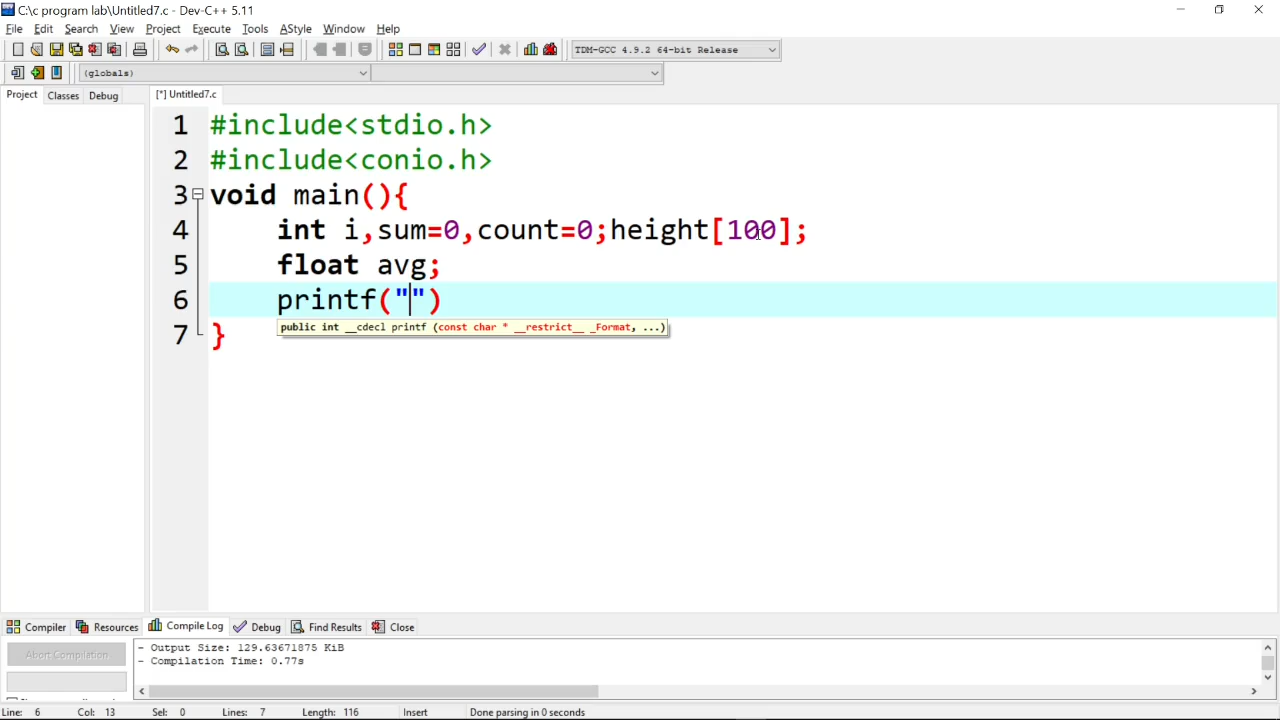 C:\c program lab\Untitled7.c - Dev-C++ 5.11
File Edit Search View Project Execute Tools AStyle Window Help
TDM-GCC 4.9.2 64-bit Release
(globals)
Project Classes Debug [*] Untitled7.c
1 #include<stdio.h>
2 #include<conio.h>
3 void main(){
4 int i,sum=0,count=0;height[100];
5 float avg;
6 printf("")
public int __cdecl printf (const char * __restrict__ _Format, ...)
7 }
Compiler Resources Compile Log Debug Find Results Close
Abort Compilation
- Output Size: 129.63671875 KiB
- Compilation Time: 0.77s
Line: 6 Col: 13 Sel: 0 Lines: 7 Length: 116 Insert Done parsing in 0 seconds